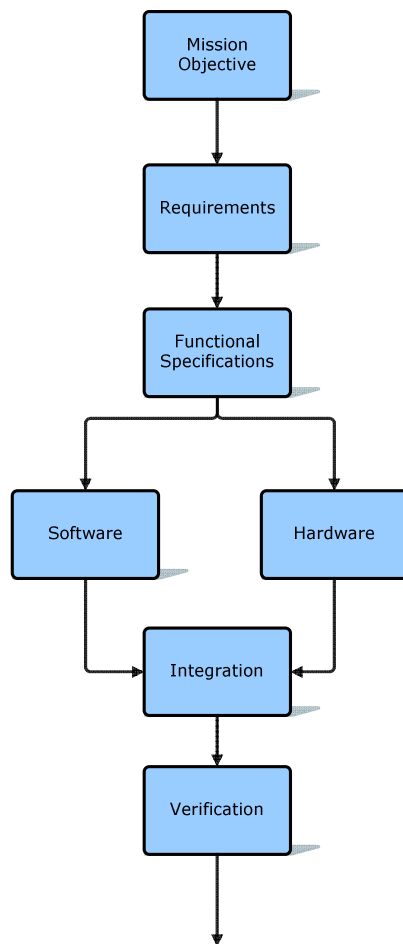 Mission
Objective
Requirements
Functional
Specifications
Software
Hardware
Integration
Verification